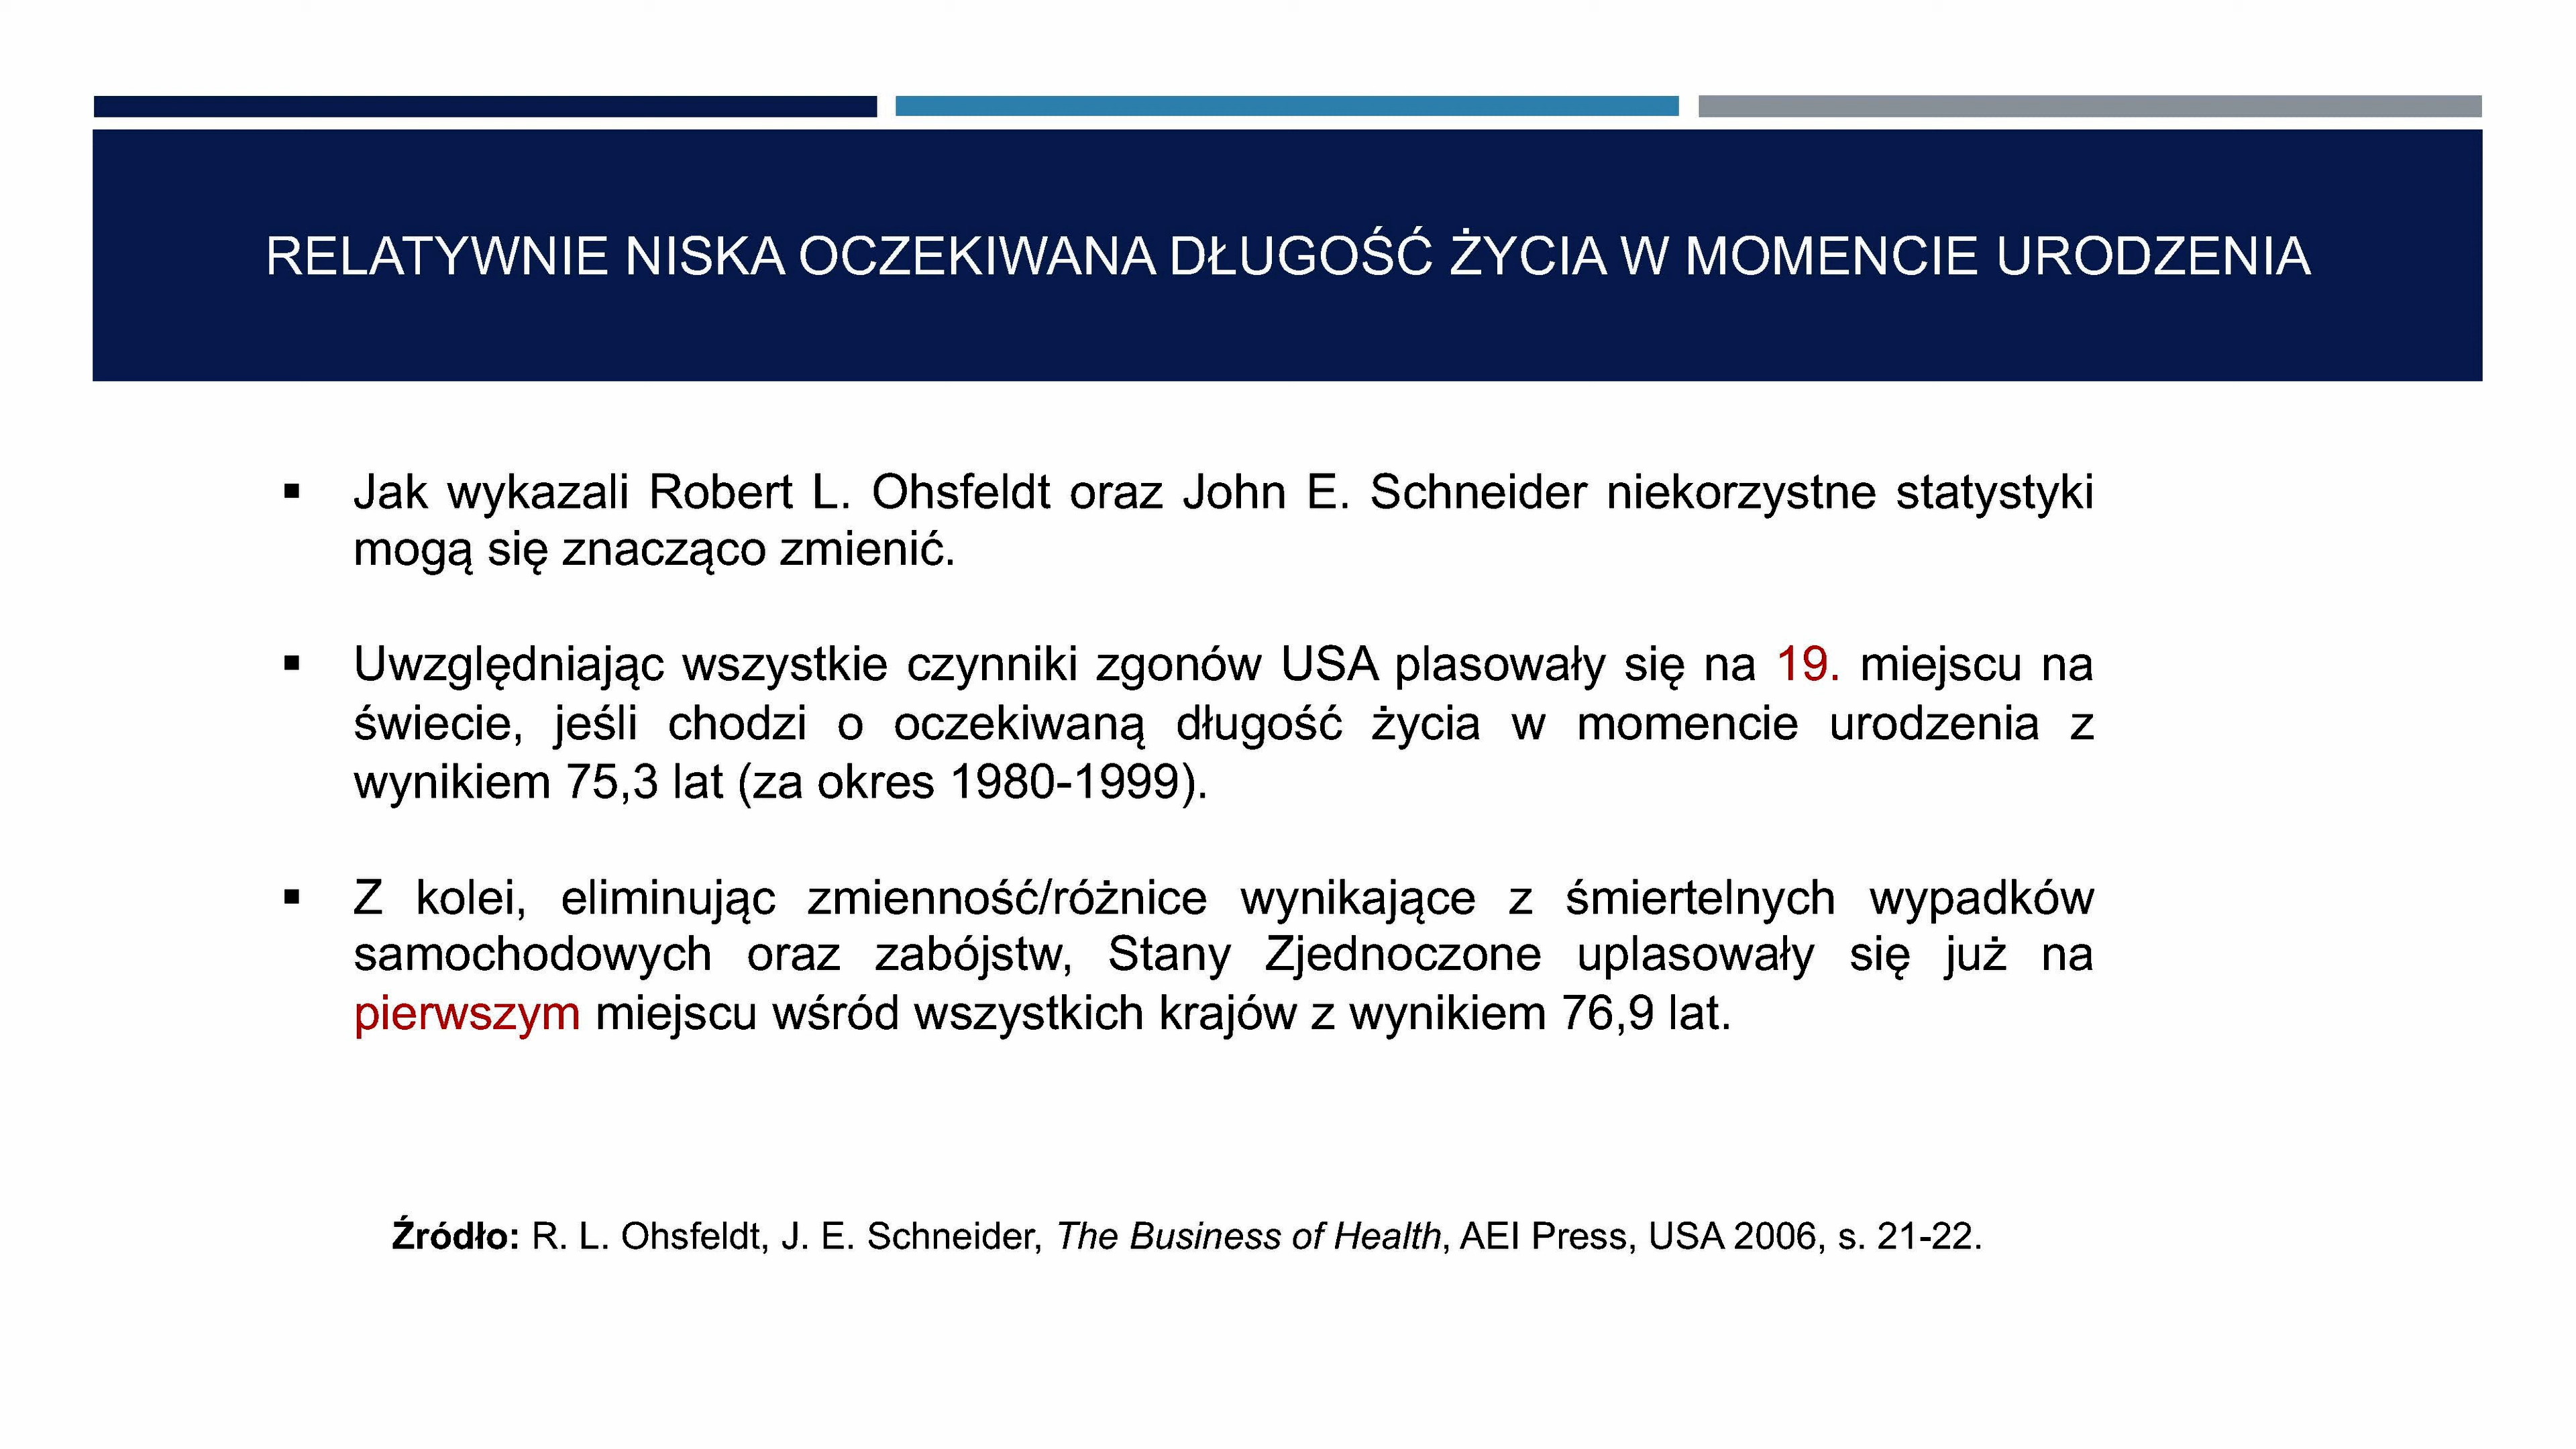 RELATYWNIE NISKA OCZEKIWANA DŁUGOŚĆ ŻYCIA W MOMENCIE URODZENIA
▪ Jak wykazali Robert L. Ohsfeldt oraz John E. Schneider niekorzystne statystyki
mogą się znacząco zmienić.
▪ Uwzględniając wszystkie czynniki zgonów USA plasowały się na 19. miejscu na
świecie, jeśli chodzi o oczekiwaną długość życia w momencie urodzenia z
wynikiem 75,3 lat (za okres 1980-1999).
▪ Z kolei, eliminując zmienność/różnice wynikające z śmiertelnych wypadków
samochodowych oraz zabójstw, Stany Zjednoczone uplasowały się już na
pierwszym miejscu wśród wszystkich krajów z wynikiem 76,9 lat.
Źródło: R. L. Ohsfeldt, J. E. Schneider, The Business of Health, AEI Press, USA 2006, s. 21-22.